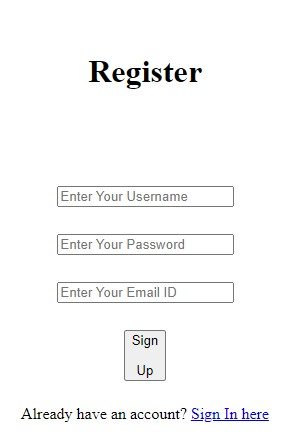 Register
Enter Your Username
Enter Your Password
Enter Your Email ID
Sign
Up
Already have an account? Sign In here